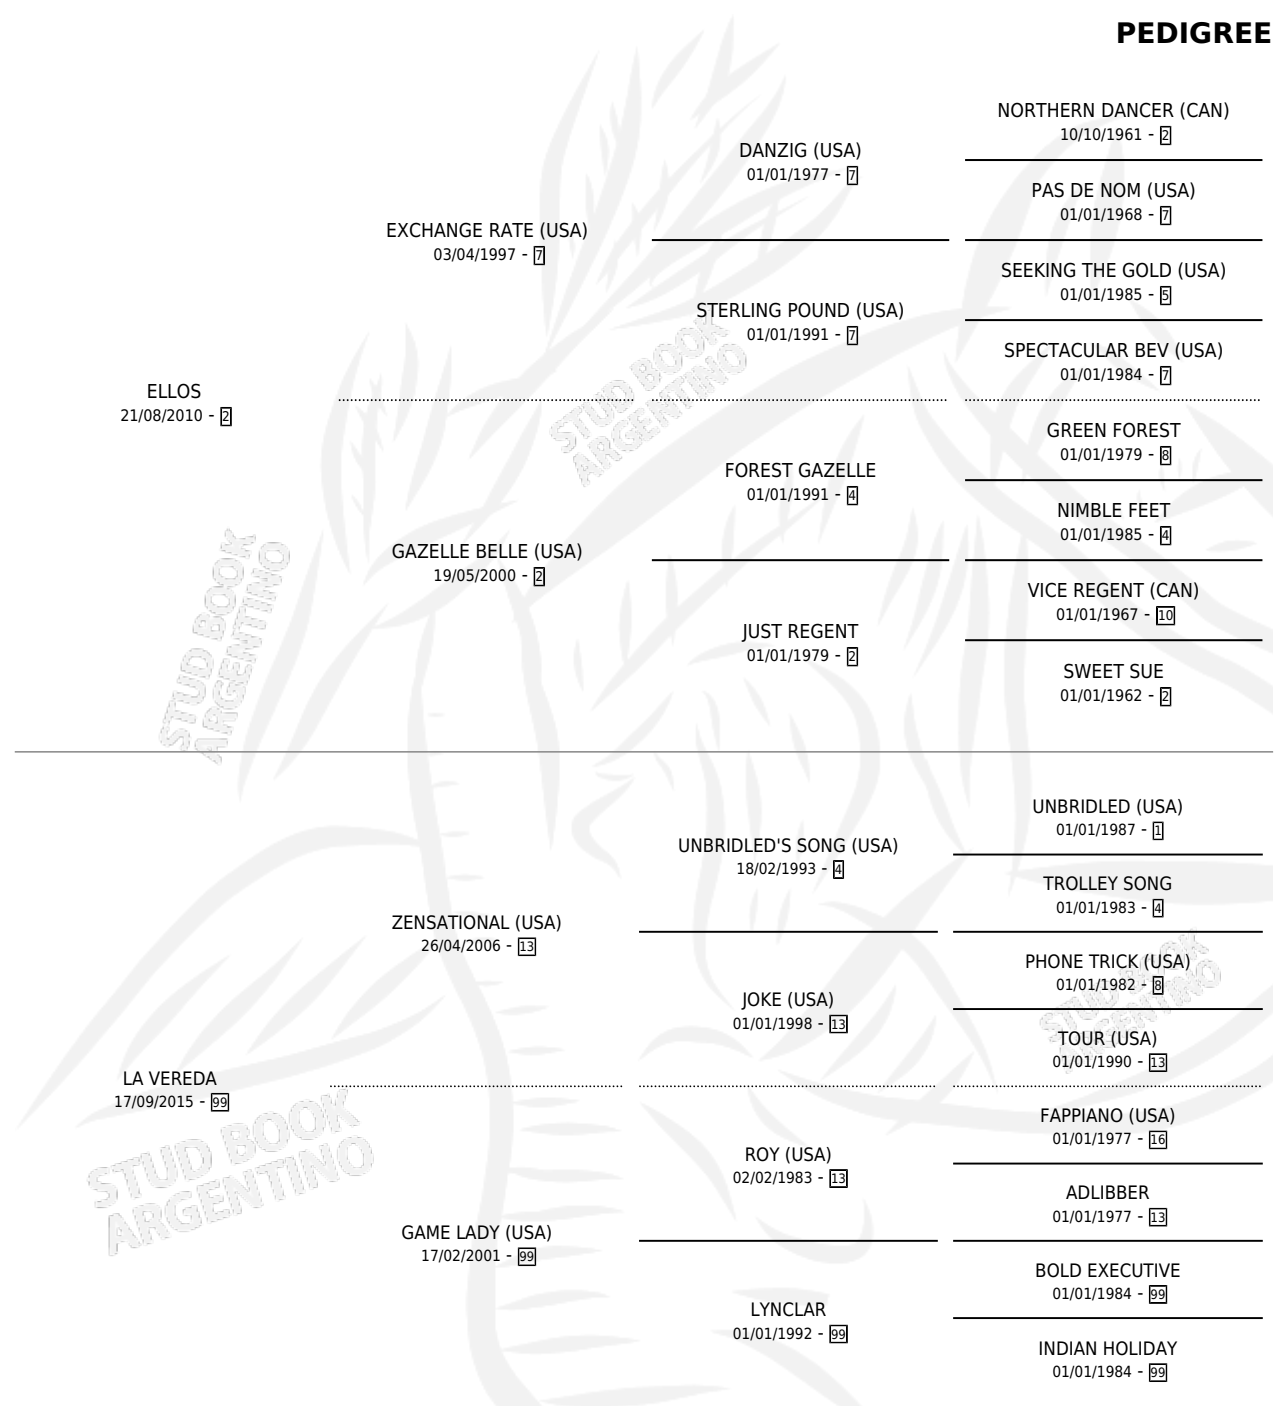 PEDIGREE
NORTHERN DANCER (CAN)
10/10/1961 - 2
DANZIG (USA)
01/01/1977 - 7
PAS DE NOM (USA)
01/01/1968 - 7
EXCHANGE RATE (USA)
03/04/1997 - 7
SEEKING THE GOLD (USA)
01/01/1985 - 5
STERLING POUND (USA)
01/01/1991 - 7
SPECTACULAR BEV (USA)
01/01/1984 - 7
ELLOS
21/08/2010 - 2
GREEN FOREST
01/01/1979 - 8
FOREST GAZELLE
01/01/1991 - 4
NIMBLE FEET
01/01/1985 - 4
GAZELLE BELLE (USA)
19/05/2000 - 2
VICE REGENT (CAN)
01/01/1967 - 10
JUST REGENT
01/01/1979 - 2
SWEET SUE
01/01/1962 - 2
UNBRIDLED (USA)
01/01/1987 - 1
UNBRIDLED'S SONG (USA)
18/02/1993 - 4
TROLLEY SONG
01/01/1983 - 4
ZENSATIONAL (USA)
26/04/2006 - 13
PHONE TRICK (USA)
01/01/1982 - 8
JOKE (USA)
01/01/1998 - 13
TOUR (USA)
01/01/1990 - 13
LA VEREDA
17/09/2015 - 99
FAPPIANO (USA)
01/01/1977 - 16
ROY (USA)
02/02/1983 - 13
ADLIBBER
01/01/1977 - 13
GAME LADY (USA)
17/02/2001 - 99
BOLD EXECUTIVE
01/01/1984 - 99
LYNCLAR
01/01/1992 - 99
INDIAN HOLIDAY
01/01/1984 - 99
STUD BOOK
ARGENTINO
STUD BOOK
ARGENTINO
STUD BOOK
ARGENTINO
STUD BOOK
ARGENTINO